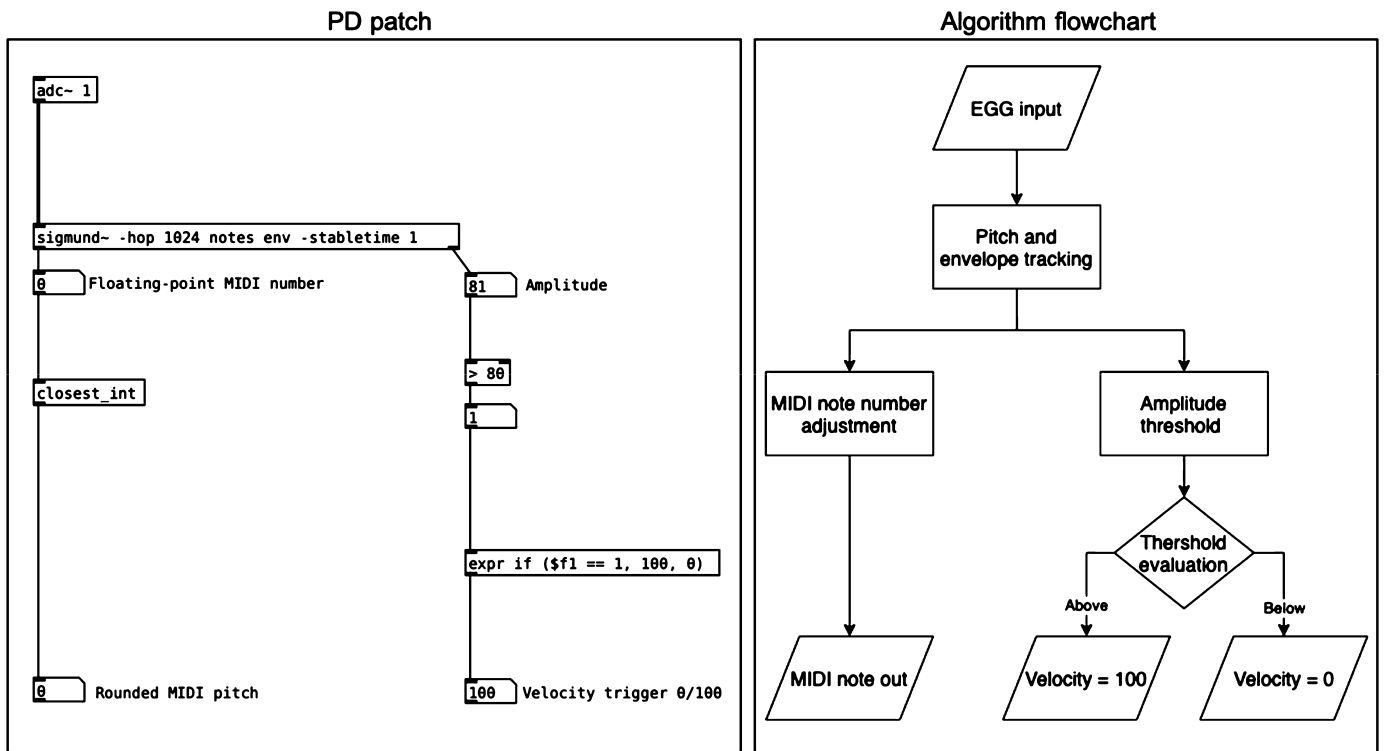 PD patch
adc~ 1
sigmund~ -hop 1024 notes env -stabletime 1
0
Floating-point MIDI number
81
Amplitude
> 80
closest_int
1
expr if ($f1 == 1, 100, 0)
0
Rounded MIDI pitch
100
Velocity trigger 0/100
Algorithm flowchart
EGG input
Pitch and
envelope tracking
MIDI note number
adjustment
Amplitude
threshold
Thershold
evaluation
Above
Below
MIDI note out
Velocity = 100
Velocity = 0